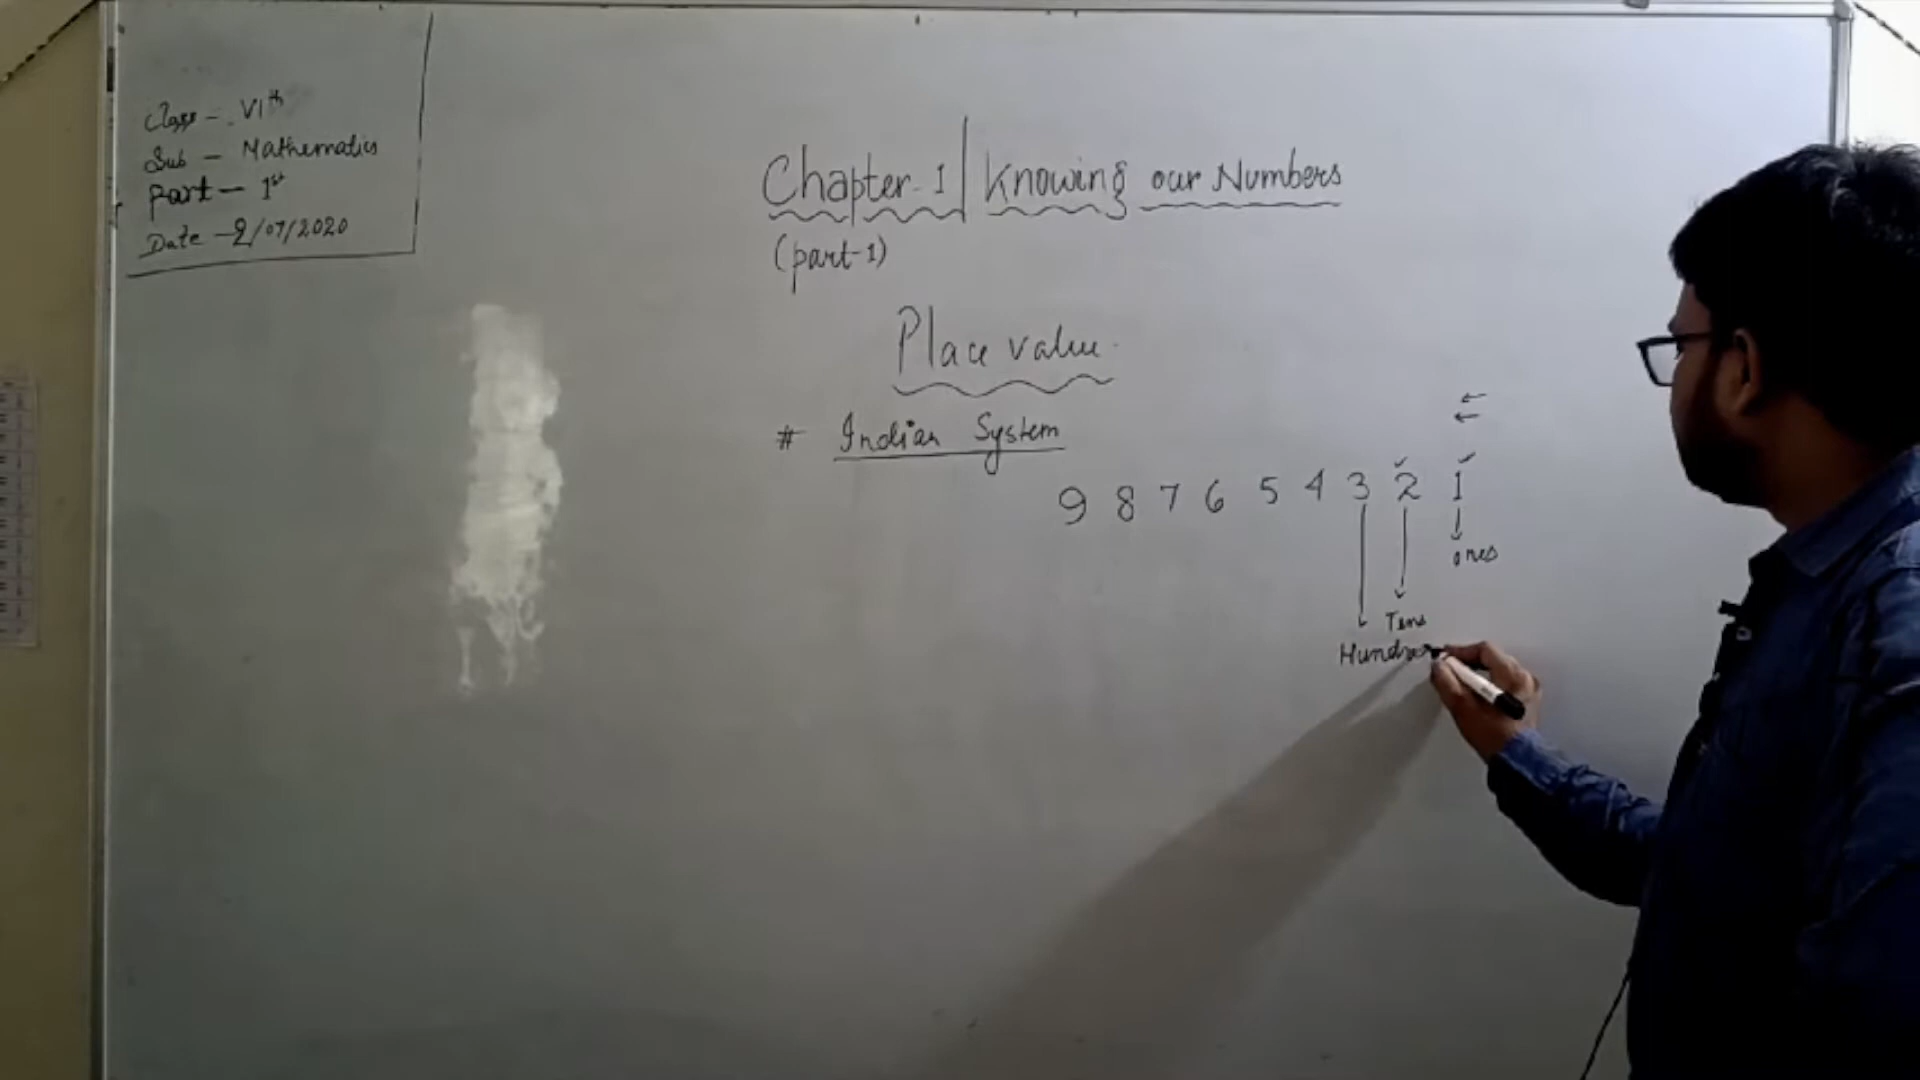 Class - VIth
Sub - Mathematics
Part - 1st
Date - 2/07/2020
Chapter-1| Knowing our Numbers
(part-1)
Place value
# Indian System
9 8 7 6 5 4 3 2 1
ones
Tens
Hundre